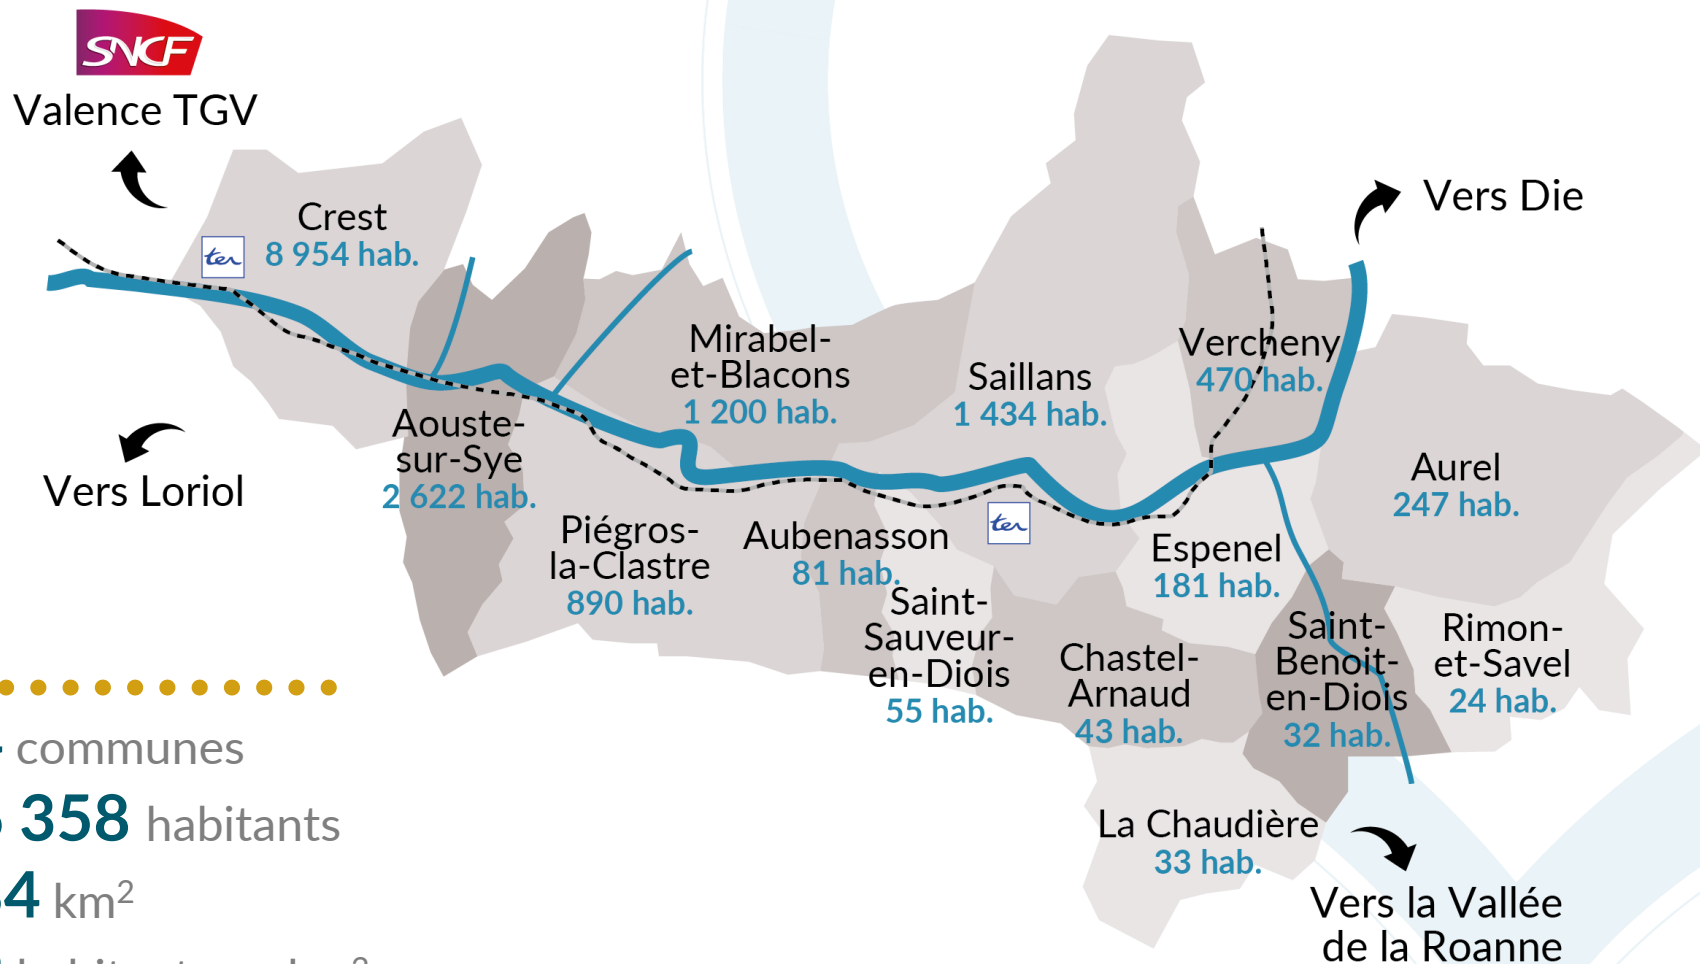 SNCF
Valence TGV
Vers Die
Crest
ter
8 954 hab.
Mirabel-
et-Blacons
1 200 hab.
Vercheny
470 hab.
Saillans
1 434 hab.
Aouste-
sur-Sye
2 622 hab.
Vers Loriol
Aurel
247 hab.
Piégros-
la-Clastre
890 hab.
Aubenasson
81 hab.
ter
Espenel
181 hab.
Saint-
Sauveur-
en-Diois
55 hab.
Chastel-
Arnaud
43 hab.
Saint-
Benoit-
en-Diois
32 hab.
Rimon-
et-Savel
24 hab.
La Chaudière
33 hab.
Vers la Vallée
de la Roanne
communes
358 habitants
4 km²